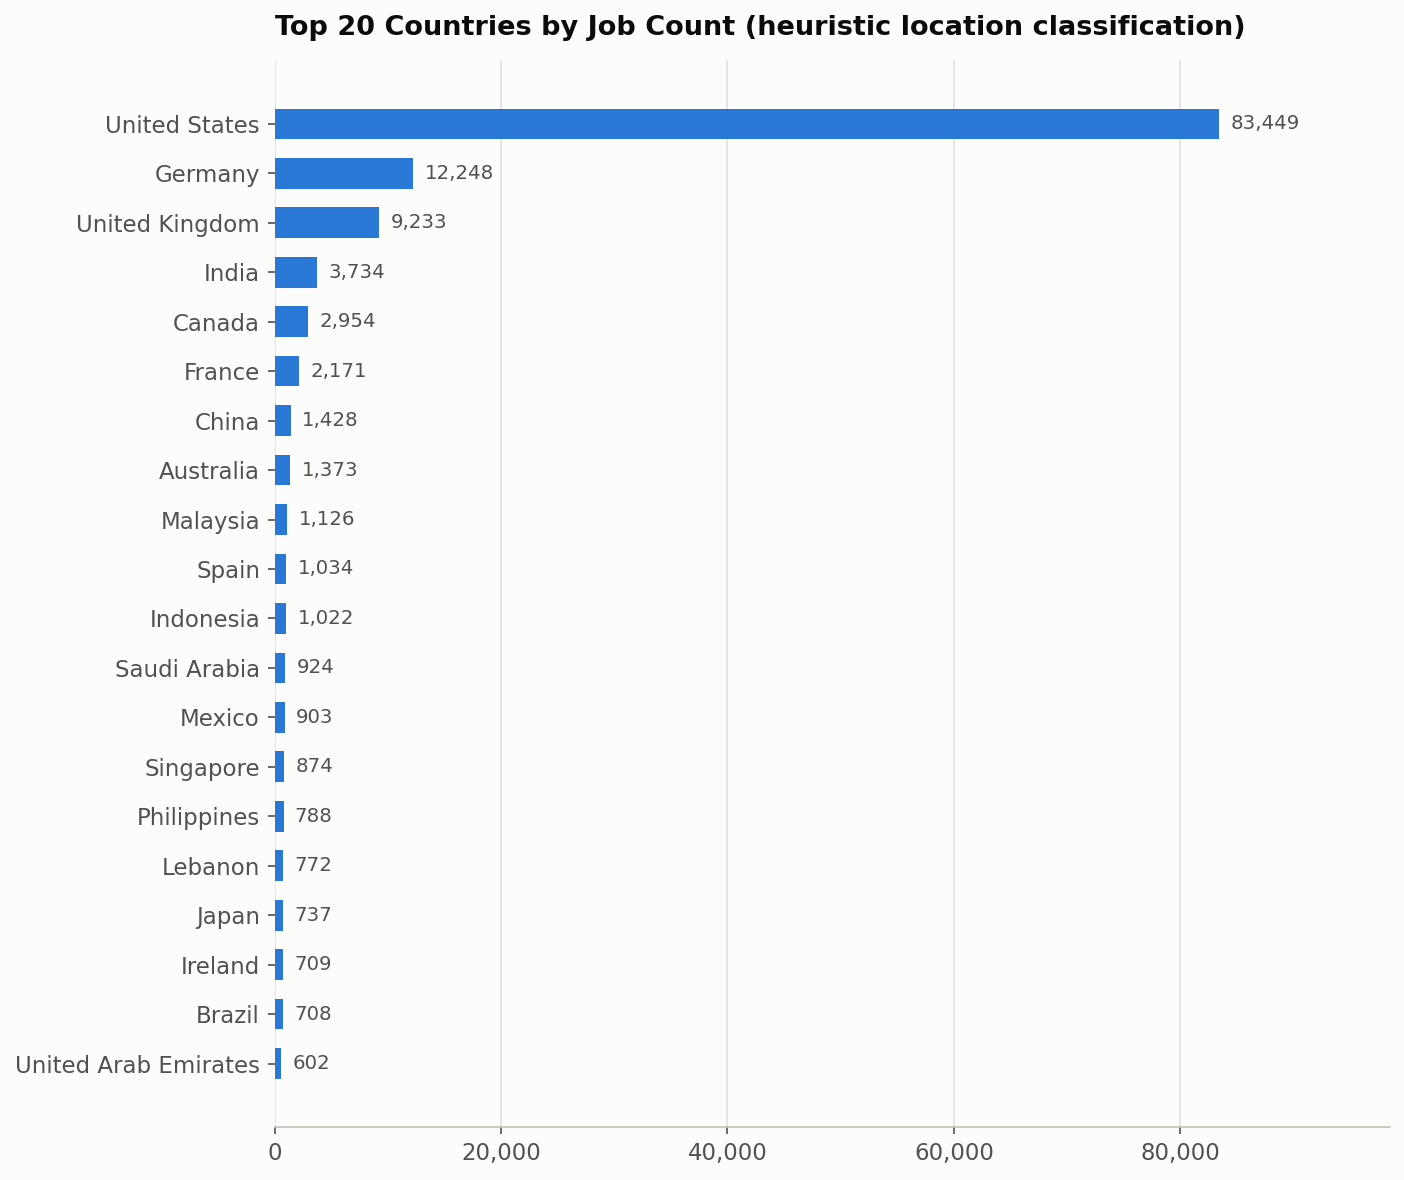 Top 20 Countries by Job Count (heuristic location classification)
United States 83,449
Germany 12,248
United Kingdom 9,233
India 3,734
Canada 2,954
France 2,171
China 1,428
Australia 1,373
Malaysia 1,126
Spain 1,034
Indonesia 1,022
Saudi Arabia 924
Mexico 903
Singapore 874
Philippines 788
Lebanon 772
Japan 737
Ireland 709
Brazil 708
United Arab Emirates 602
0 20,000 40,000 60,000 80,000